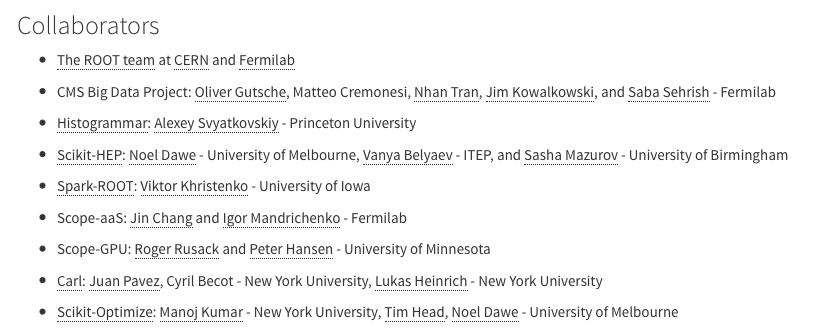 Collaborators
The ROOT team at CERN and Fermilab
CMS Big Data Project: Oliver Gutsche, Matteo Cremonesi, Nhan Tran, Jim Kowalkowski, and Saba Sehrish - Fermilab
Histogrammar: Alexey Svyatkovskiy - Princeton University
Scikit-HEP: Noel Dawe - University of Melbourne, Vanya Belyaev - ITEP, and Sasha Mazurov - University of Birmingham
Spark-ROOT: Viktor Khristenko - University of Iowa
Scope-aaS: Jin Chang and Igor Mandrichenko - Fermilab
Scope-GPU: Roger Rusack and Peter Hansen - University of Minnesota
Carl: Juan Pavez, Cyril Becot - New York University, Lukas Heinrich - New York University
Scikit-Optimize: Manoj Kumar - New York University, Tim Head, Noel Dawe - University of Melbourne